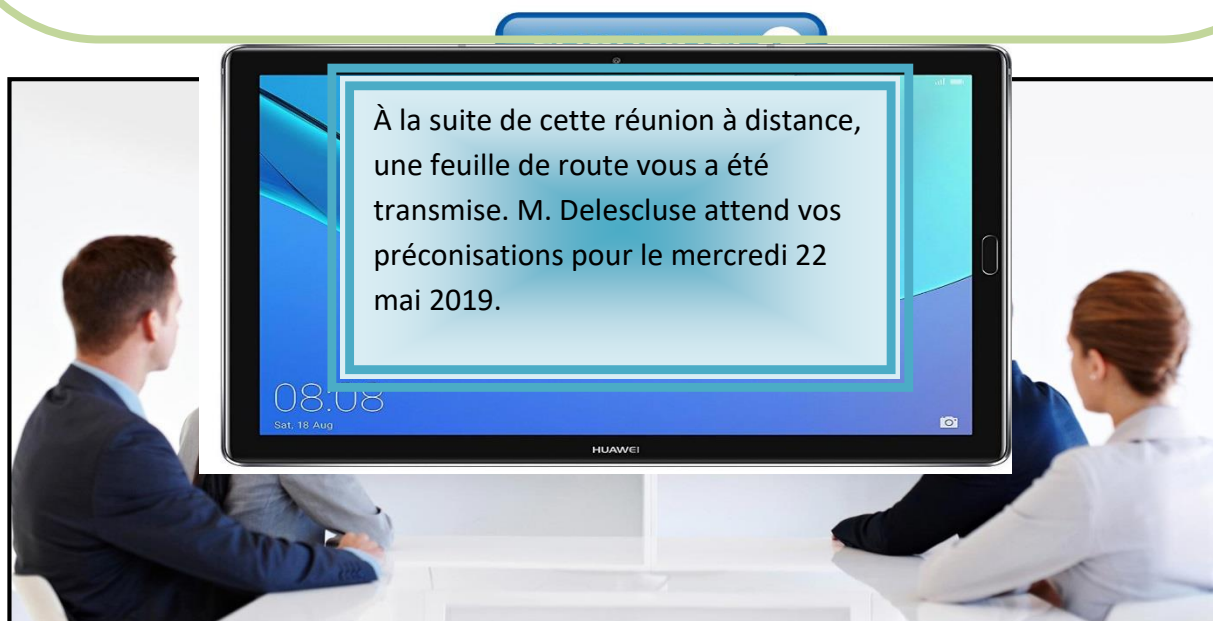 À la suite de cette réunion à distance,
une feuille de route vous a été
transmise. M. Delescluse attend vos
préconisations pour le mercredi 22
mai 2019.
08:08
Sat, 18 Aug
HUAWEI